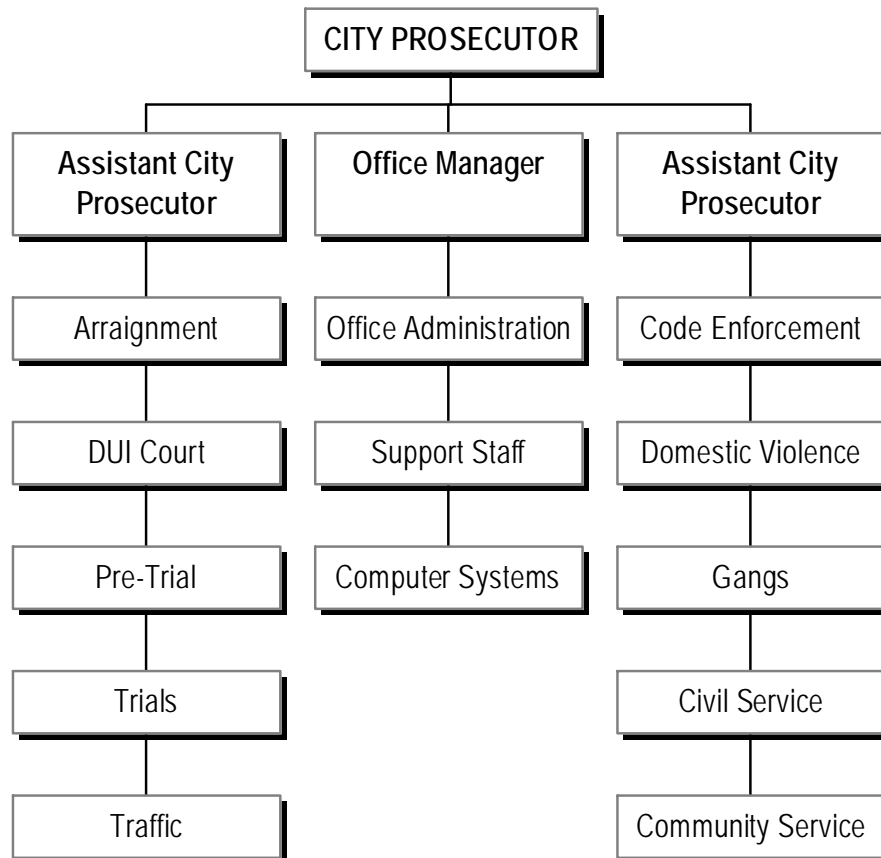 CITY PROSECUTOR
Assistant City
Prosecutor
Office Manager
Assistant City
Prosecutor
Arraignment
Office Administration
Code Enforcement
DUI Court
Support Staff
Domestic Violence
Pre-Trial
Computer Systems
Gangs
Trials
Civil Service
Traffic
Community Service